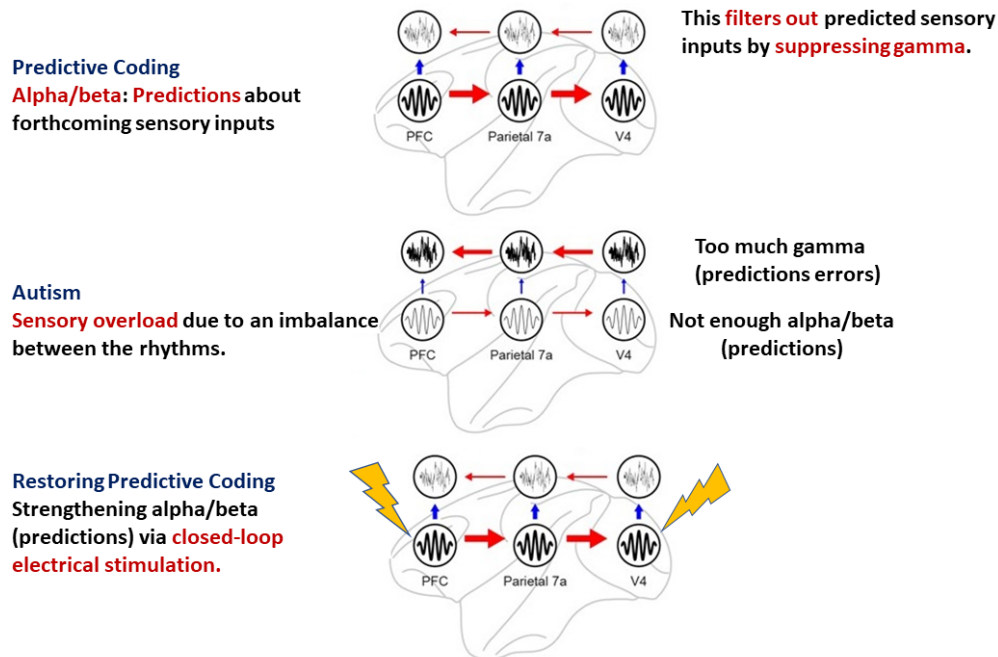 Predictive Coding
Alpha/beta: Predictions about
forthcoming sensory inputs
This filters out predicted sensory
inputs by suppressing gamma.
PFC
Parietal 7a
V4
Autism
Sensory overload due to an imbalance
between the rhythms.
Too much gamma
(predictions errors)
Not enough alpha/beta
(predictions)
PFC
Parietal 7a
V4
Restoring Predictive Coding
Strengthening alpha/beta
(predictions) via closed-loop
electrical stimulation.
PFC
Parietal 7a
V4